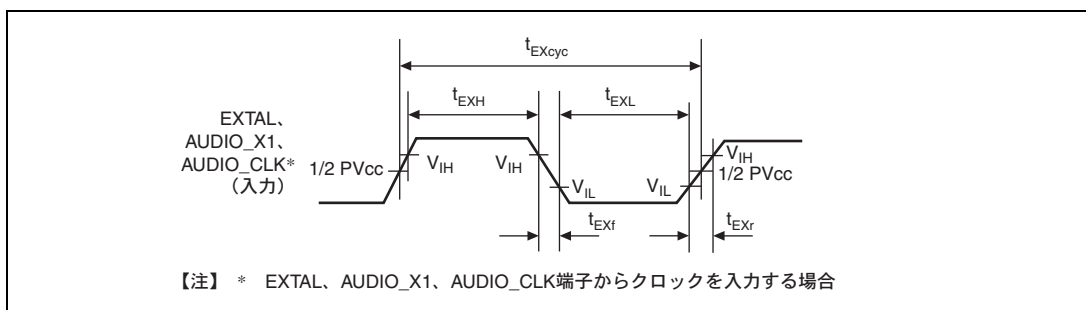 tEXcyc
tEXH
tEXL
EXTAL、
AUDIO_X1、
AUDIO_CLK*
（入力）
1/2 PVcc
VIH
VIH
VIL
VIL
VIH
1/2 PVcc
tEXf
tEXr
【注】 * EXTAL、AUDIO_X1、AUDIO_CLK端子からクロックを入力する場合